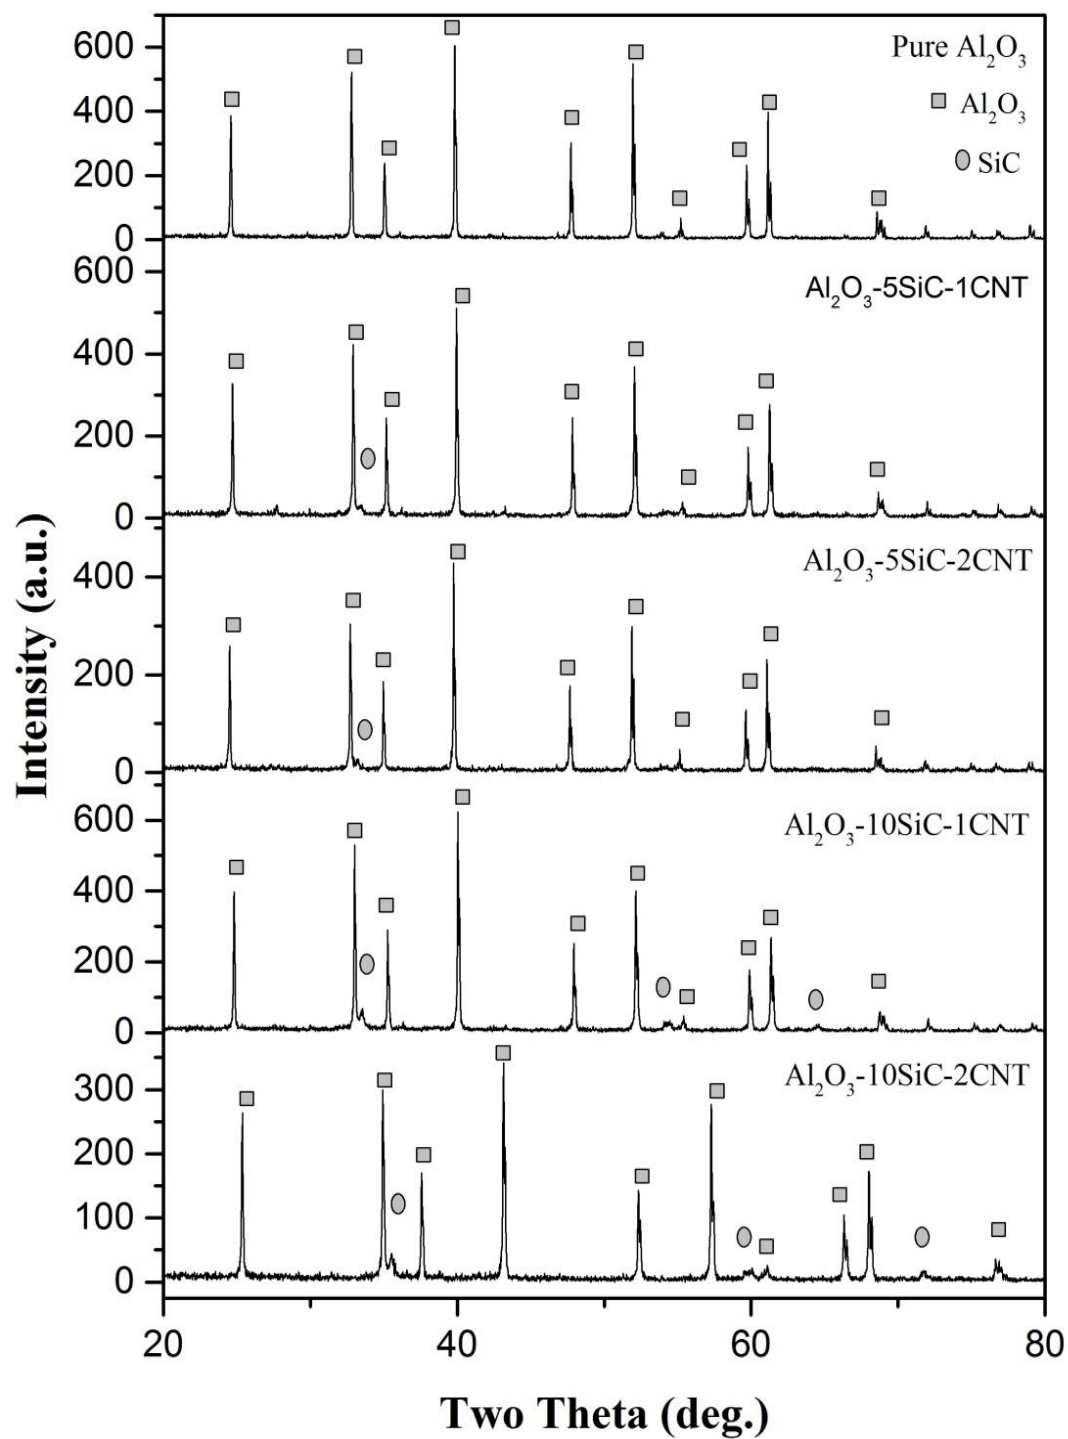 Intensity (a.u.)
600
400
200
0
Pure Al₂O₃
Al₂O₃
SiC
600
400
200
0
Al₂O₃-5SiC-1CNT
400
200
0
Al₂O₃-5SiC-2CNT
600
400
200
0
Al₂O₃-10SiC-1CNT
300
200
100
0
Al₂O₃-10SiC-2CNT
20 40 60 80
Two Theta (deg.)